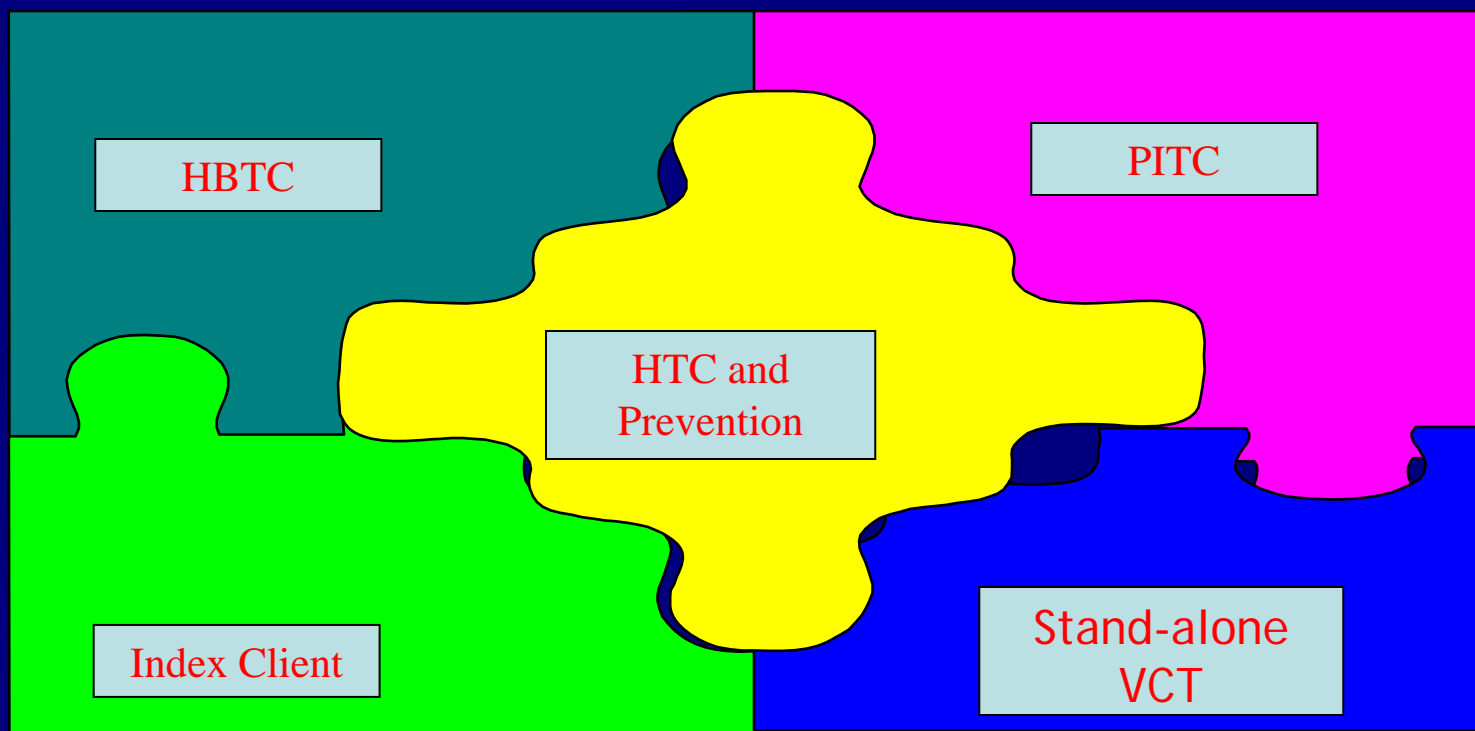 HBTC
PITC
HTC and
Prevention
Index Client
Stand-alone
VCT